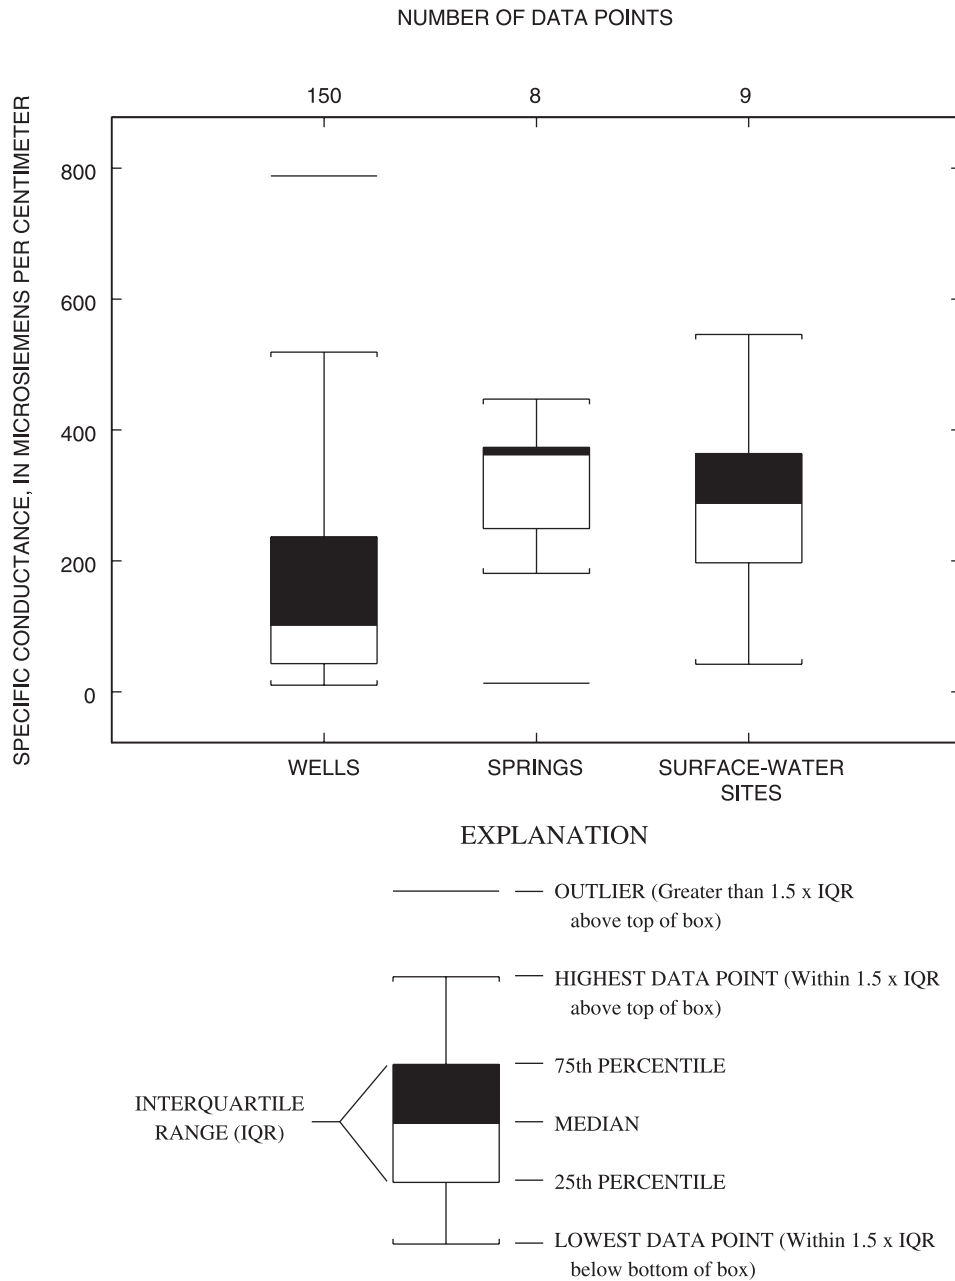 NUMBER OF DATA POINTS
150 8 9
SPECIFIC CONDUCTANCE, IN MICROSIEMENS PER CENTIMETER
800
600
400
200
0
WELLS SPRINGS SURFACE-WATER
SITES
EXPLANATION
OUTLIER (Greater than 1.5 x IQR
above top of box)
HIGHEST DATA POINT (Within 1.5 x IQR
above top of box)
75th PERCENTILE
INTERQUARTILE
RANGE (IQR)
MEDIAN
25th PERCENTILE
LOWEST DATA POINT (Within 1.5 x IQR
below bottom of box)